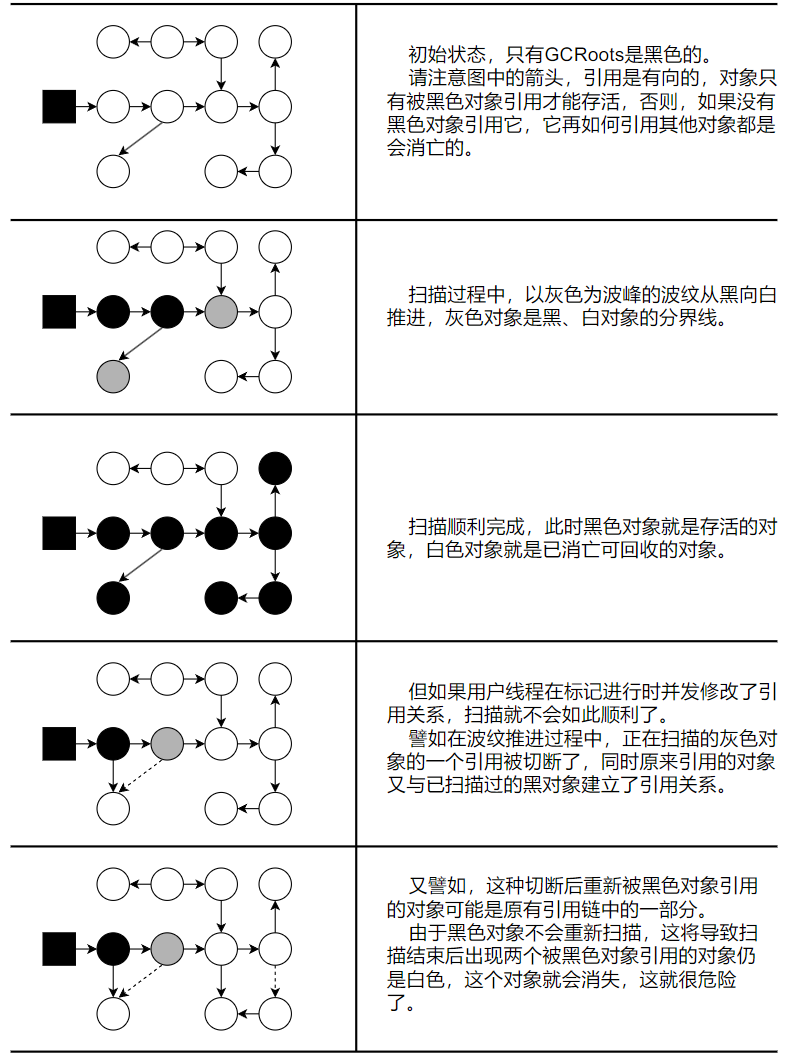 初始状态，只有GCRoots是黑色的。
请注意图中的箭头，引用是有向的，对象只
有被黑色对象引用才能存活，否则，如果没有
黑色对象引用它，它再如何引用其他对象都是
会消亡的。
扫描过程中，以灰色为波峰的波纹从黑向白
推进，灰色对象是黑、白对象的分界线。
扫描顺利完成，此时黑色对象就是存活的对
象，白色对象就是已消亡可回收的对象。
但如果用户线程在标记进行时并发修改了引
用关系，扫描就不会如此顺利了。
譬如在波纹推进过程中，正在扫描的灰色对
象的一个引用被切断了，同时原来引用的对象
又与已扫描过的黑对象建立了引用关系。
又譬如，这种切断后重新被黑色对象引用
的对象可能是原有引用链中的一部分。
由于黑色对象不会重新扫描，这将导致扫
描结束后出现两个被黑色对象引用的对象仍
是白色，这个对象就会消失，这就很危险
了。